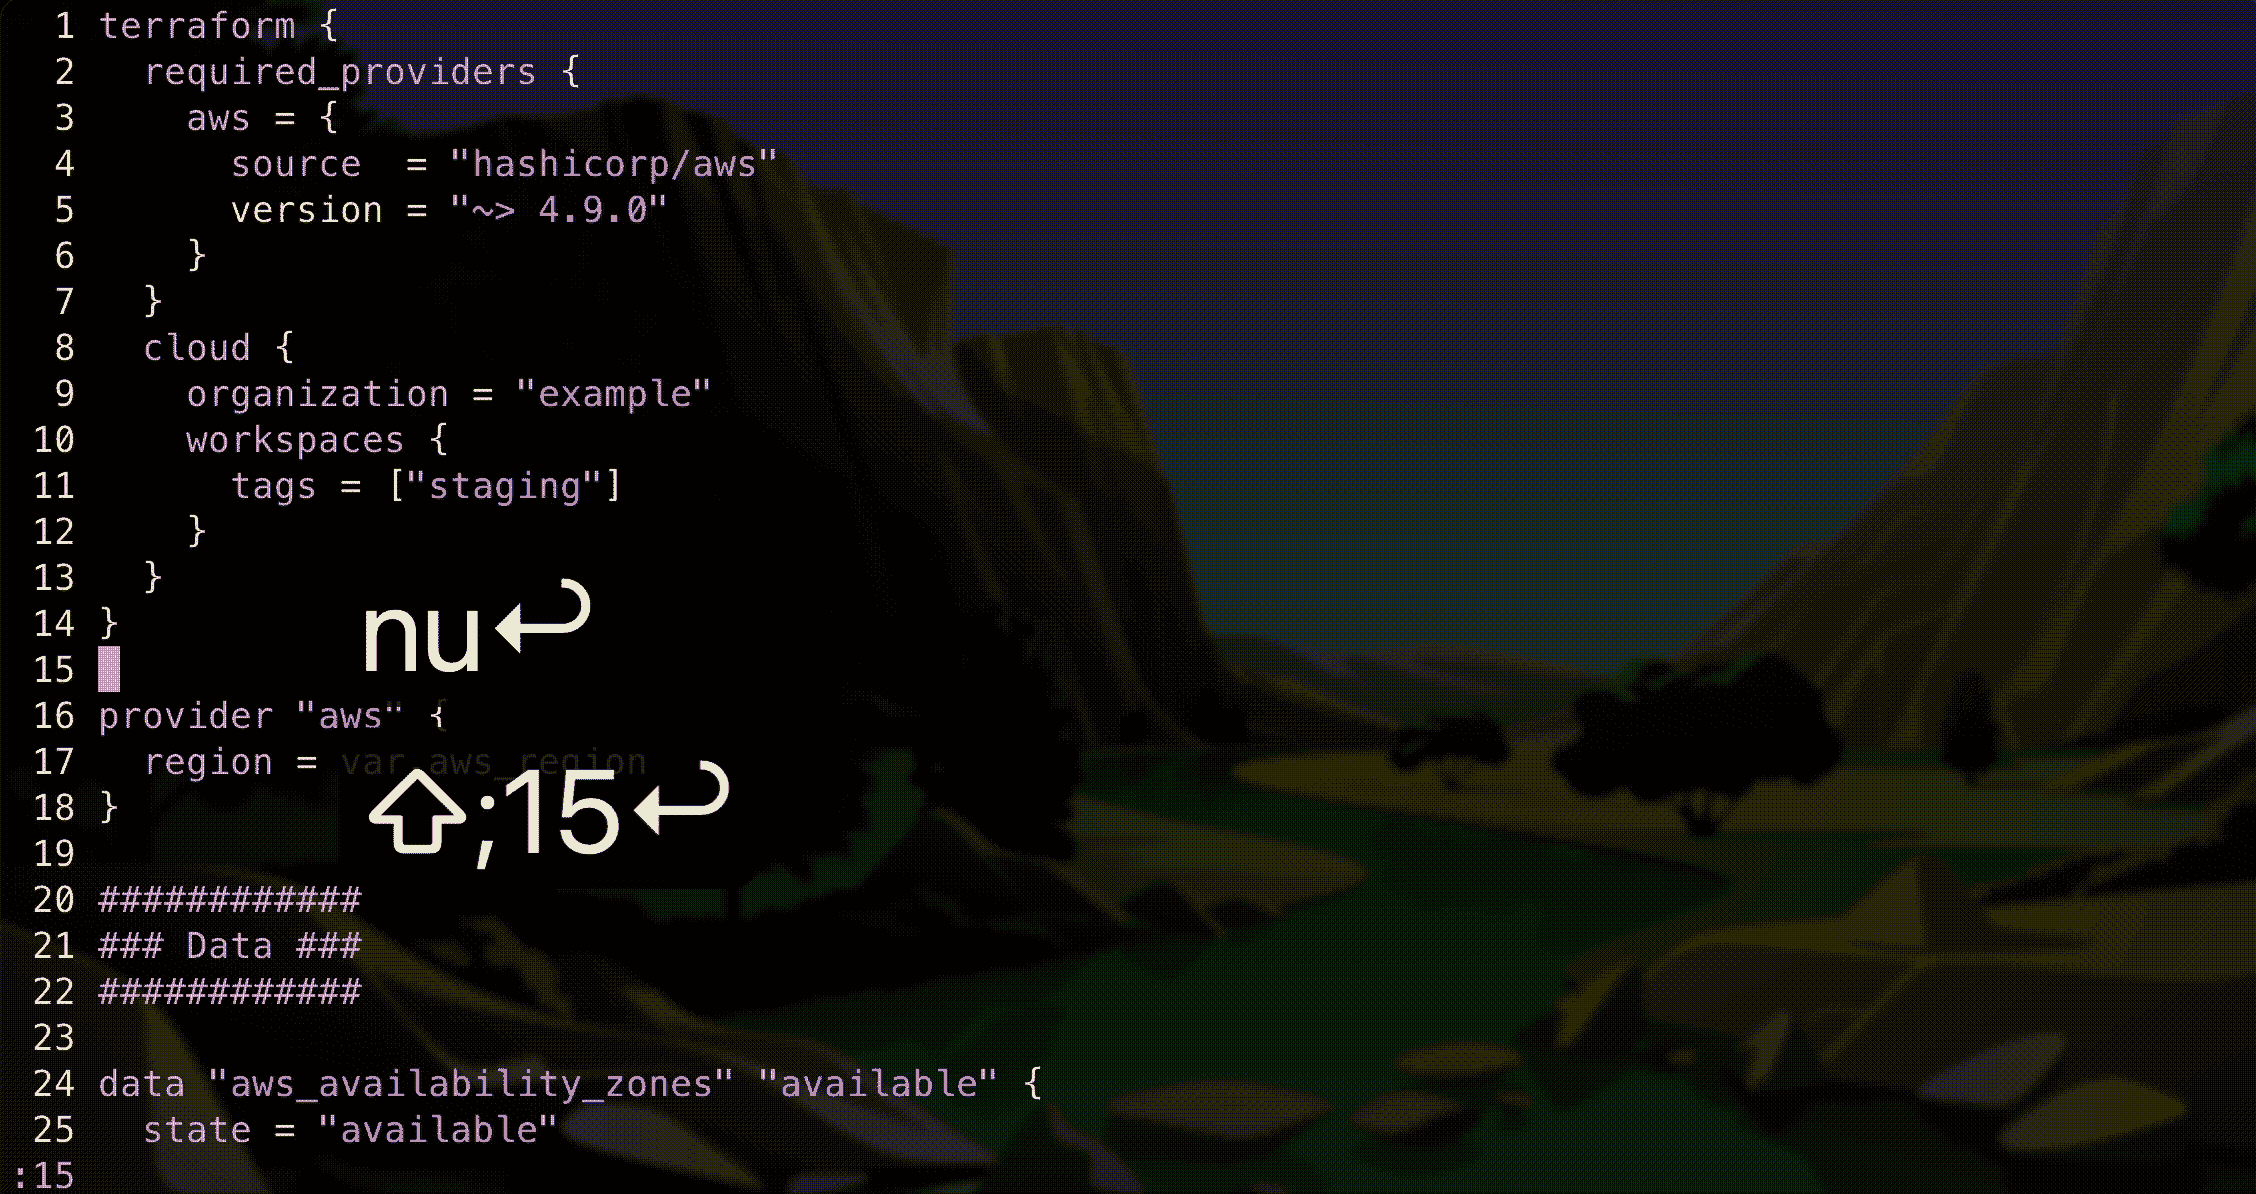 1 terraform {
2   required_providers {
3     aws = {
4       source  = "hashicorp/aws"
5       version = "~> 4.9.0"
6     }
7   }
8   cloud {
9     organization = "example"
10     workspaces {
11       tags = ["staging"]
12     }
13   }
14 }
nu↩
15
16 provider "aws" {
17   region = var.aws_region
18 }
⇧;15↩
19
20 ############
21 ### Data ###
22 ############
23
24 data "aws_availability_zones" "available" {
25   state = "available"
:15